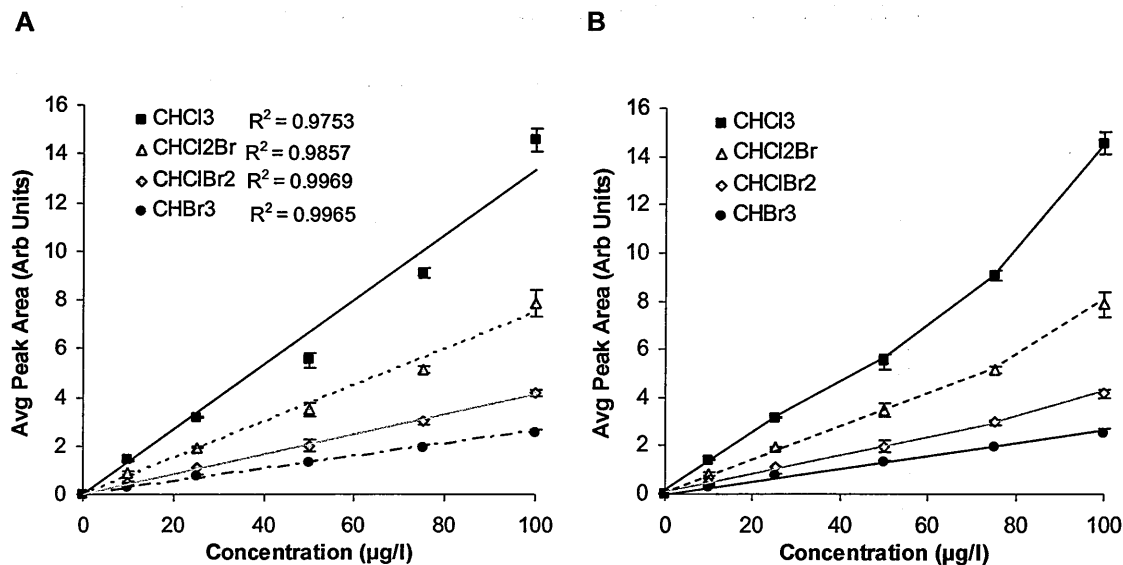 A
Avg Peak Area (Arb Units)
16
14
12
10
8
6
4
2
0
CHCl3 R² = 0.9753
CHCl2Br R² = 0.9857
CHClBr2 R² = 0.9969
CHBr3 R² = 0.9965
0 20 40 60 80 100
Concentration (µg/l)
B
Avg Peak Area (Arb Units)
16
14
12
10
8
6
4
2
0
CHCl3
CHCl2Br
CHClBr2
CHBr3
0 20 40 60 80 100
Concentration (µg/l)